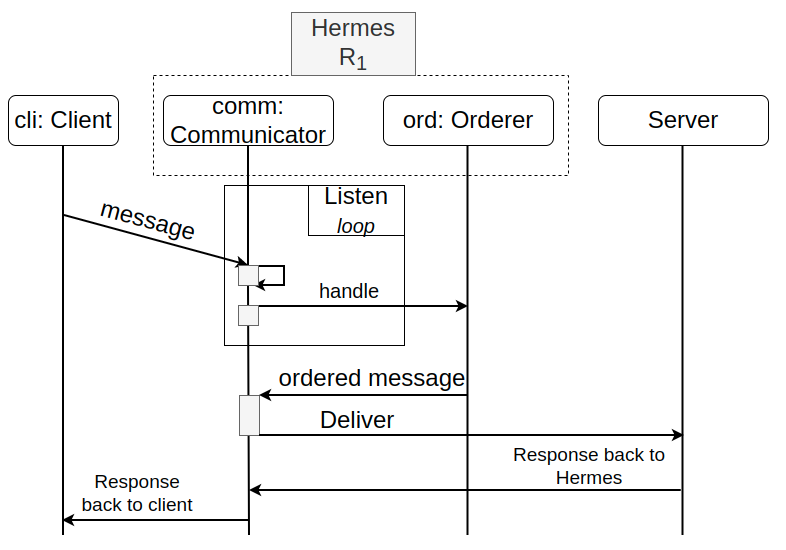 Hermes
R1
cli: Client
comm:
Communicator
ord: Orderer
Server
Listen
loop
message
handle
ordered message
Deliver
Response back to
Hermes
Response
back to client